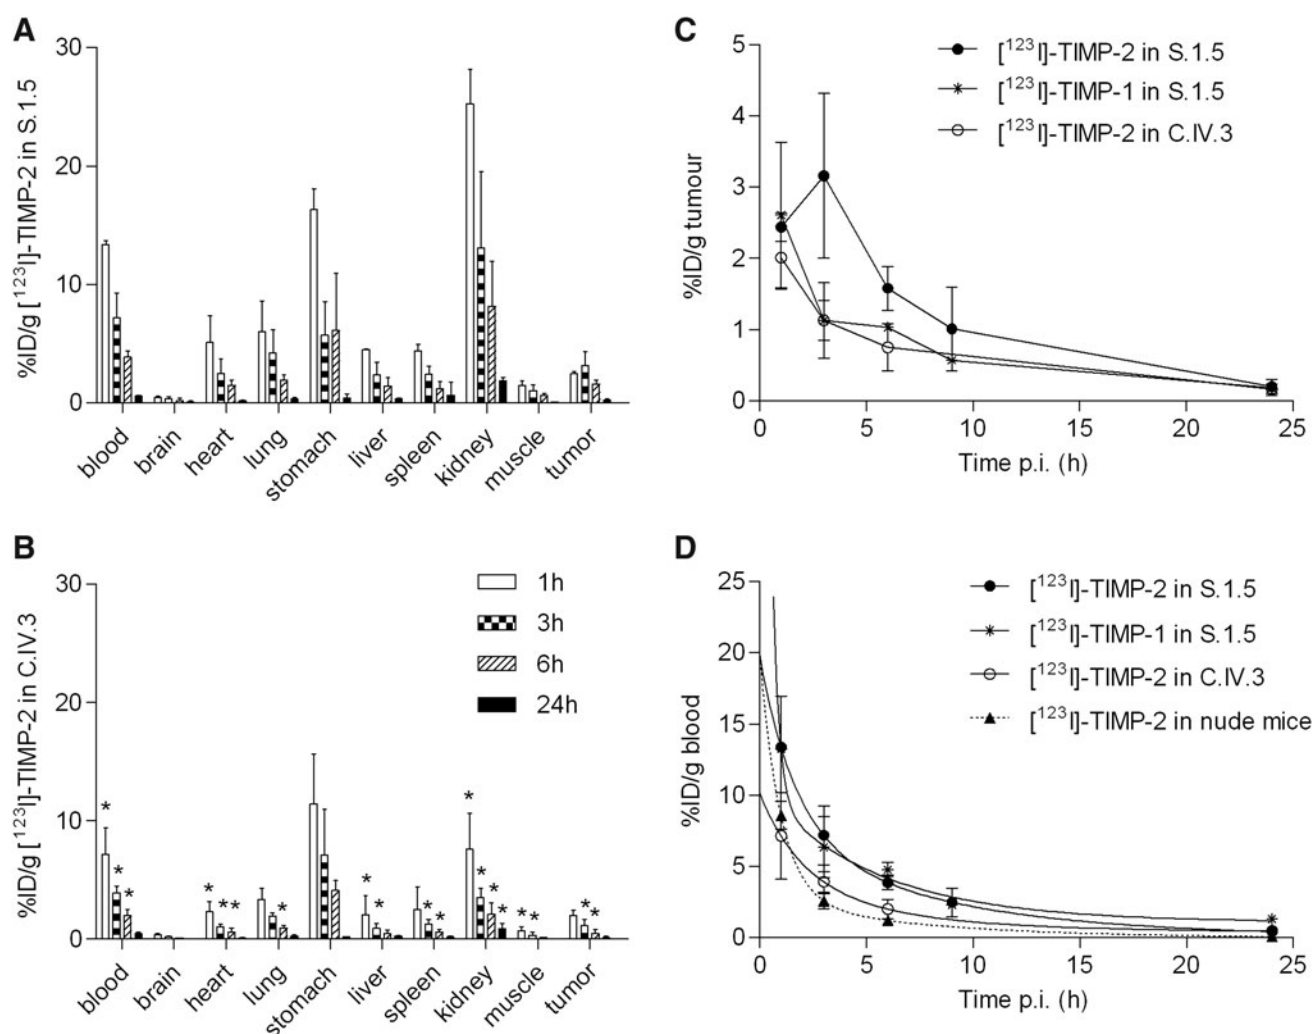 A
%ID/g [123I]-TIMP-2 in S.1.5
30
20
10
0
blood
brain
heart
lung
stomach
liver
spleen
kidney
muscle
tumor
B
%ID/g [123I]-TIMP-2 in C.IV.3
30
20
10
0
1h
3h
6h
24h
* * *
* * *
*
* *
* *
* * * *
* *
* *
blood
brain
heart
lung
stomach
liver
spleen
kidney
muscle
tumor
C
%ID/g tumour
5
4
3
2
1
0
[123I]-TIMP-2 in S.1.5
[123I]-TIMP-1 in S.1.5
[123I]-TIMP-2 in C.IV.3
0 5 10 15 20 25
Time p.i. (h)
D
%ID/g blood
25
20
15
10
5
0
[123I]-TIMP-2 in S.1.5
[123I]-TIMP-1 in S.1.5
[123I]-TIMP-2 in C.IV.3
[123I]-TIMP-2 in nude mice
0 5 10 15 20 25
Time p.i. (h)